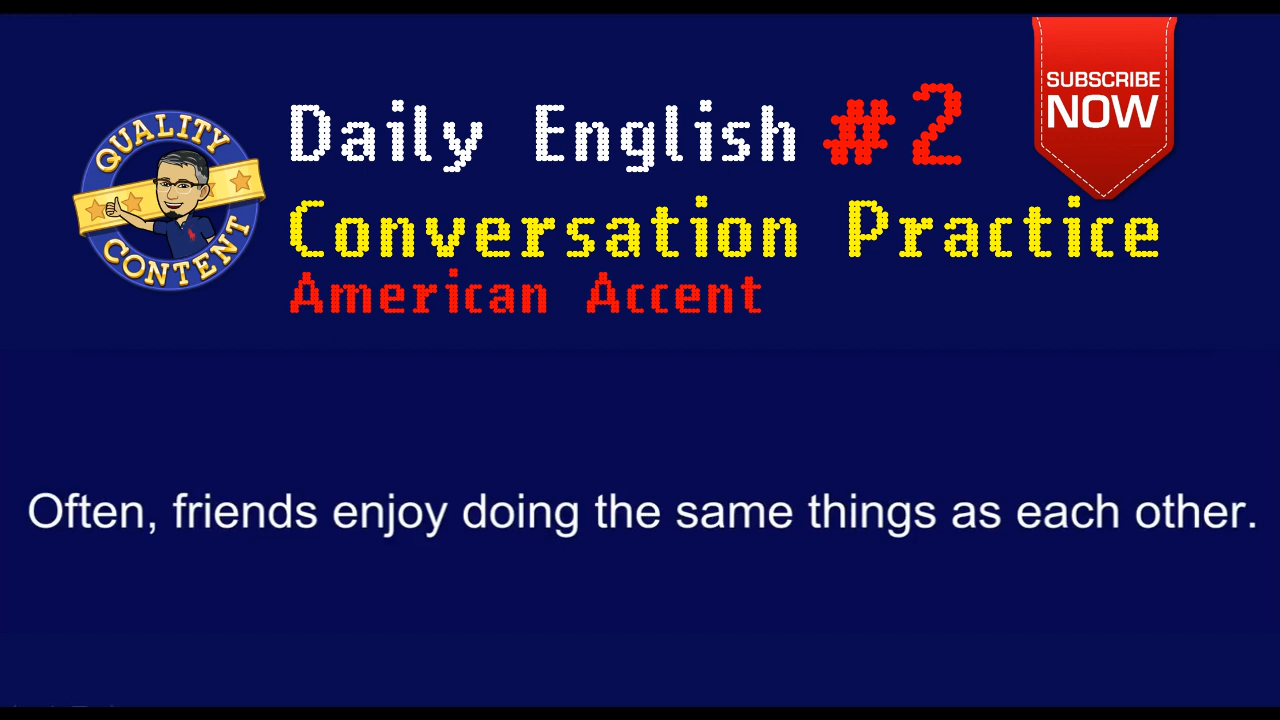 QUALITY
CONTENT
Daily English #2
SUBSCRIBE
NOW
Conversation Practice
American Accent
Often, friends enjoy doing the same things as each other.